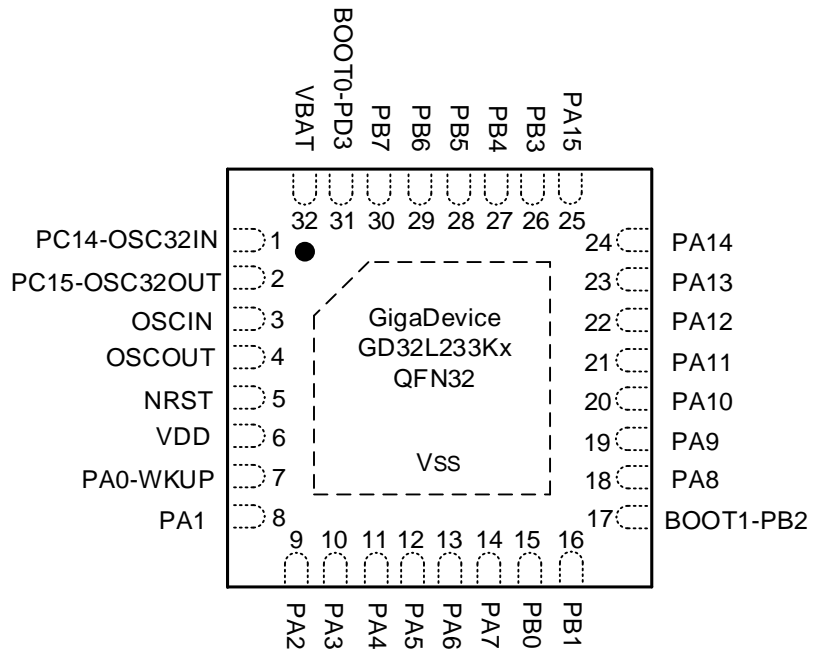 VBAT
BOOT0-PD3
PB7
PB6
PB5
PB4
PB3
PA15
32 31 30 29 28 27 26 25
PC14-OSC32IN 1
PC15-OSC32OUT 2
OSCIN 3
OSCOUT 4
NRST 5
VDD 6
PA0-WKUP 7
PA1 8
GigaDevice
GD32L233Kx
QFN32
VSS
24 PA14
23 PA13
22 PA12
21 PA11
20 PA10
19 PA9
18 PA8
17 BOOT1-PB2
9 10 11 12 13 14 15 16
PA2
PA3
PA4
PA5
PA6
PA7
PB0
PB1